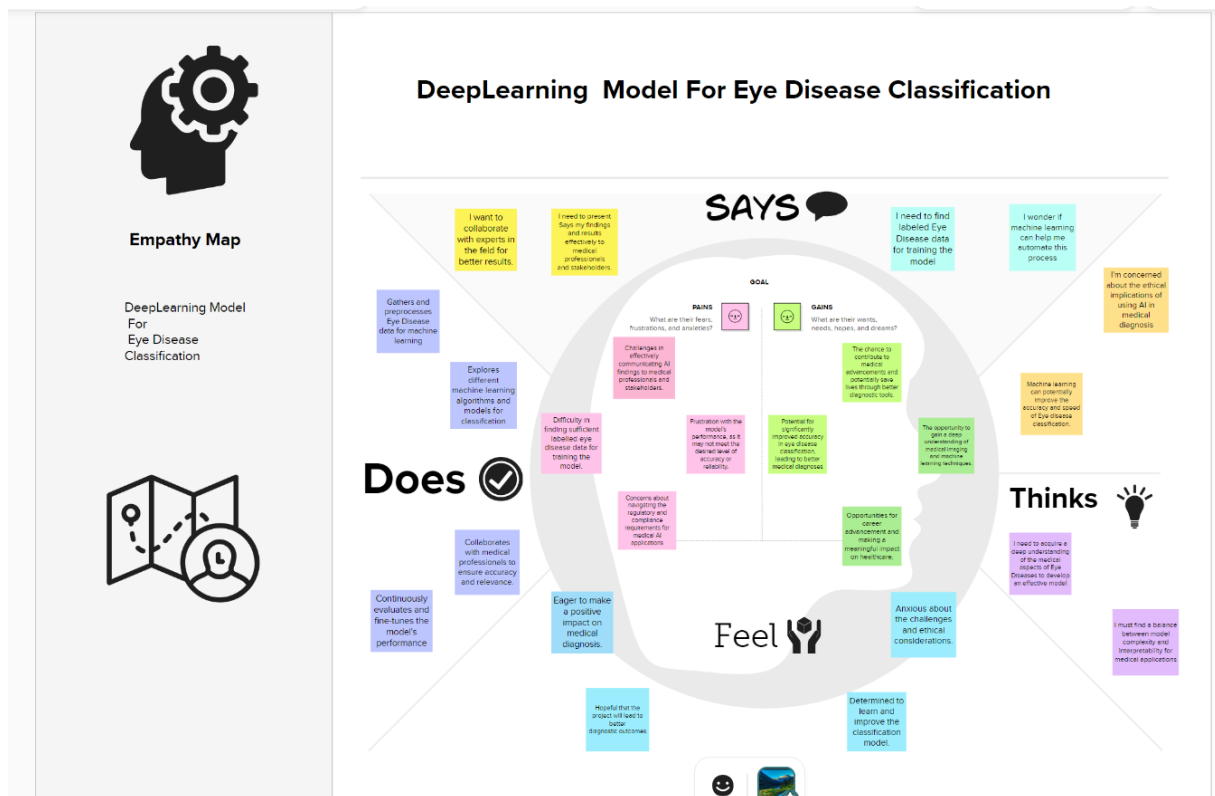 DeepLearning Model For Eye Disease Classification
Empathy Map
DeepLearning Model
For
Eye Disease
Classification
SAYS
I want to
collaborate
with experts in
the feld for
better results.
I need to present
Says my findings
and results
effectively to
medical
professionals
and stakeholders.
I need to find
labeled Eye
Disease data
for training the
model
I wonder if
machine learning
can help me
automate this
process
I'm concerned
about the ethical
implications of
using AI in
medical
diagnosis
Machine learning
can potentially
improve the
accuracy and speed
of Eye disease
classification.
Gathers and
preprocesses
Eye Disease
data for machine
learning
Explores
different
machine learning
algorithms and
models for
classifcation
Does
Collaborates
with medical
professionals to
ensure accuracy
and relevance.
Continuously
evaluates and
fine-tunes the
model's
performance
GOAL
PAINS
What are their fears,
frustrations, and anxieties?
Challenges in
effectively
communicating AI
findings to medical
professionals and
stakeholders.
Difficulty in
finding sufficient
labelled eye
disease data for
training the
model.
Frustration with the
model's
performance, as it
may not meet the
desired level of
accuracy or
reliability.
Concerns about
navigating the
regulatory and
compliance
requirements for
medical AI
applications
GAINS
What are their wants,
needs, hopes, and dreams?
The chance to
contribute to
medical
advancements and
potentially save
lives through better
diagnostic tools.
Potential for
significantly
improved accuracy
in eye disease
classification,
leading to better
medical diagnoses
The opportunity to
gain a deep
understanding of
medical imaging
and machine
learning techniques.
Opportunities for
career
advancement and
making a
meaningful impact
on healthcare.
Thinks
I need to acquire a
deep understanding
of the medical
aspects of Eye
Diseases to develop
an effective model
I must find a balance
between model
complexity and
Interpretability for
medical applications
Feel
Eager to make
a positive
impact on
medical
diagnosis.
Anxious about
the challenges
and ethical
considerations.
Hopeful that the
project will lead to
better
diagnostic outcomes
Determined to
learn and
improve the
classification
model.